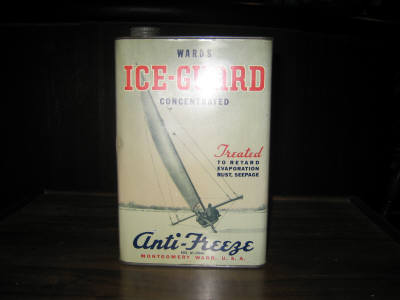 WARDS
ICE-GUARD
CONCENTRATED
Treated
TO RETARD
EVAPORATION
RUST, SEEPAGE
Anti-Freeze
MONTGOMERY WARD, U.S.A.